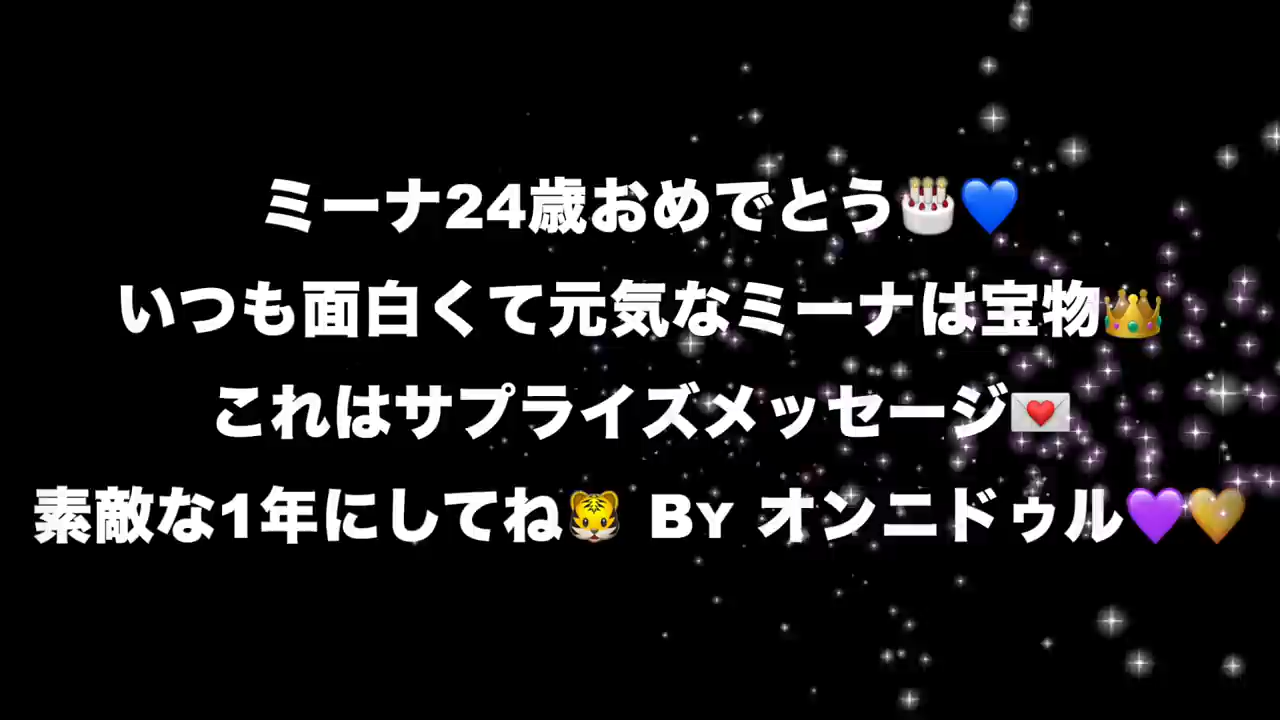 ミーナ24歳おめでとう🎂💙
いつも面白くて元気なミーナは宝物👑
これはサプライズメッセージ💌
素敵な1年にしてね🐯 By オンニドゥル💜💛